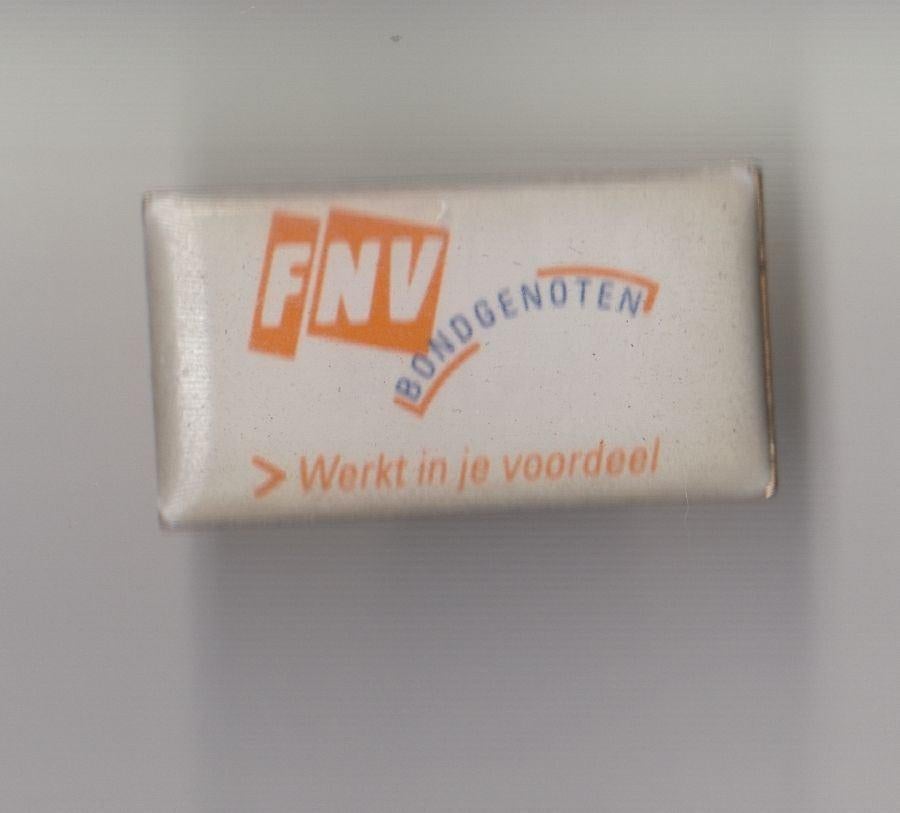 FNV
BONDGENOTEN
> Werkt in je voordeel